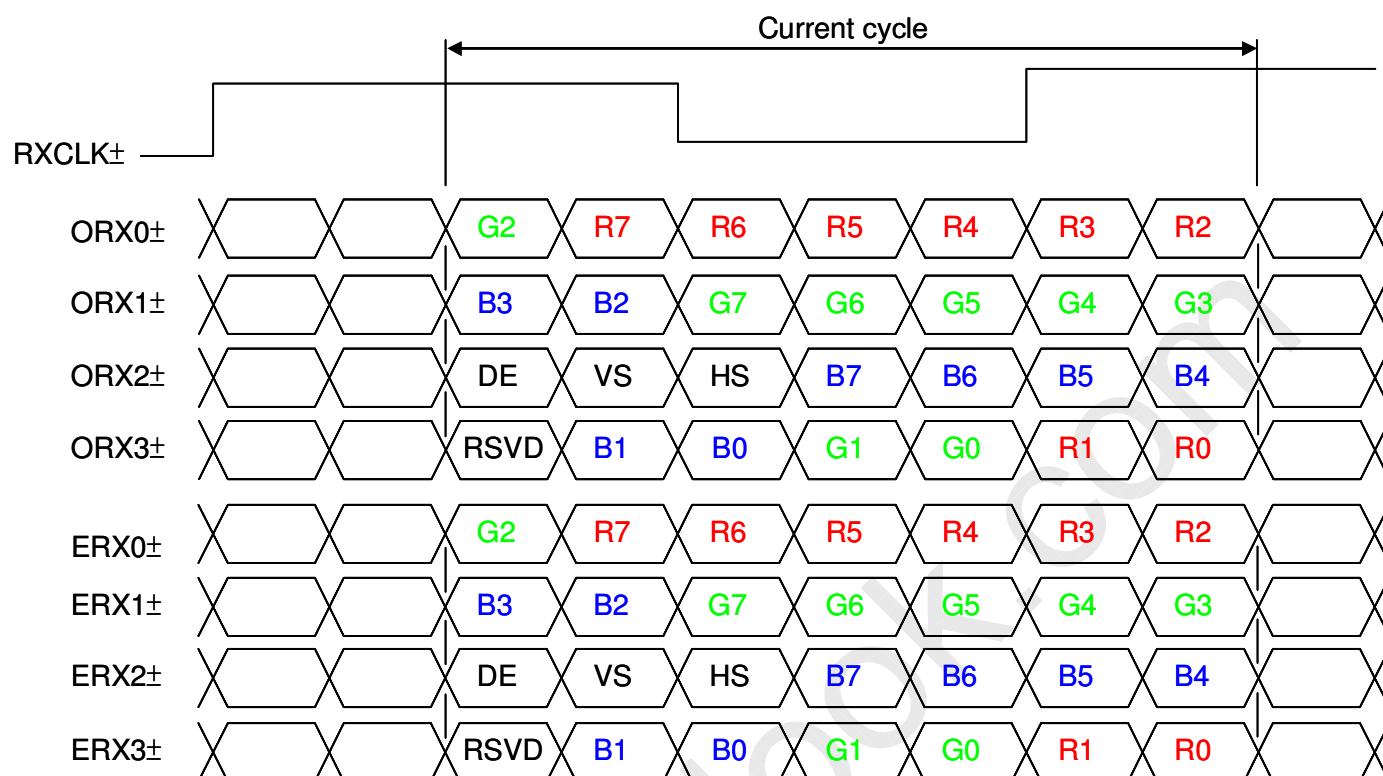 Current cycle
RXCLK±
ORX0± G2 R7 R6 R5 R4 R3 R2
ORX1± B3 B2 G7 G6 G5 G4 G3
ORX2± DE VS HS B7 B6 B5 B4
ORX3± RSVD B1 B0 G1 G0 R1 R0
ERX0± G2 R7 R6 R5 R4 R3 R2
ERX1± B3 B2 G7 G6 G5 G4 G3
ERX2± DE VS HS B7 B6 B5 B4
ERX3± RSVD B1 B0 G1 G0 R1 R0